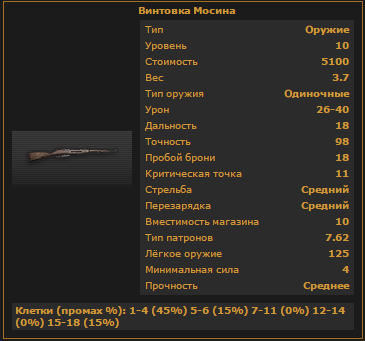 Винтовка Мосина
Тип Оружие
Уровень 10
Стоимость 5100
Вес 3.7
Тип оружия Одиночные
Урон 26-40
Дальность 18
Точность 98
Пробой брони 18
Критическая точка 11
Стрельба Средний
Перезарядка Средний
Вместимость магазина 10
Тип патронов 7.62
Лёгкое оружие 125
Минимальная сила 4
Прочность Среднее
Клетки (промах %): 1-4 (45%) 5-6 (15%) 7-11 (0%) 12-14
(0%) 15-18 (15%)